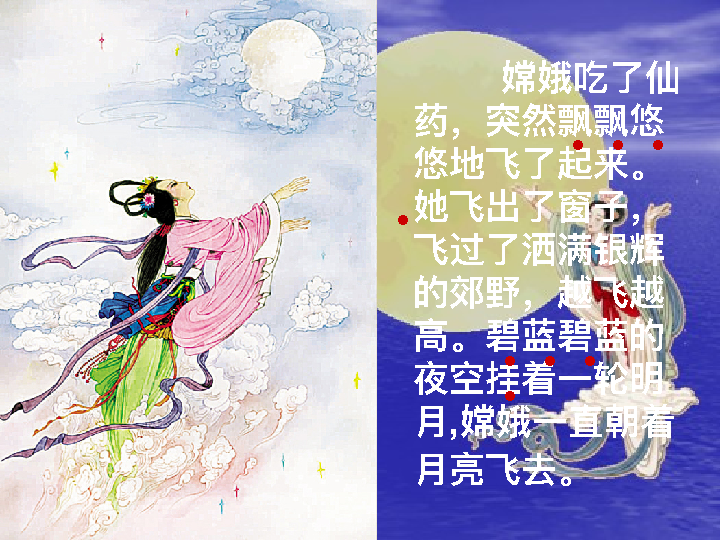 嫦娥吃了仙
药，突然飘飘悠
悠地飞了起来。
她飞出了窗子，
飞过了洒满银辉
的郊野，越飞越
高。碧蓝碧蓝的
夜空挂着一轮明
月,嫦娥一直朝着
月亮飞去。